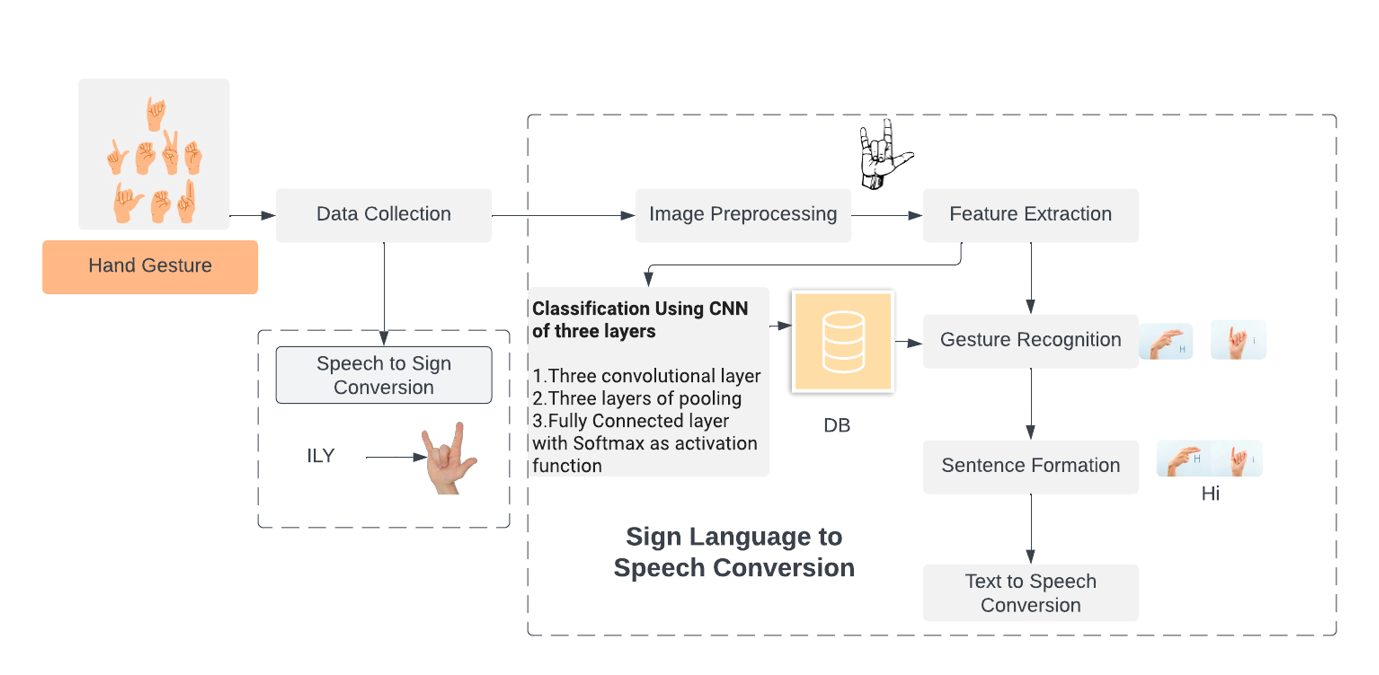 Hand Gesture
Data Collection
Image Preprocessing
Feature Extraction
Speech to Sign
Conversion
ILY
Classification Using CNN
of three layers
1.Three convolutional layer
2.Three layers of pooling
3.Fully Connected layer
with Softmax as activation
function
DB
Gesture Recognition
H
i
Sentence Formation
H
i
Hi
Sign Language to
Speech Conversion
Text to Speech
Conversion